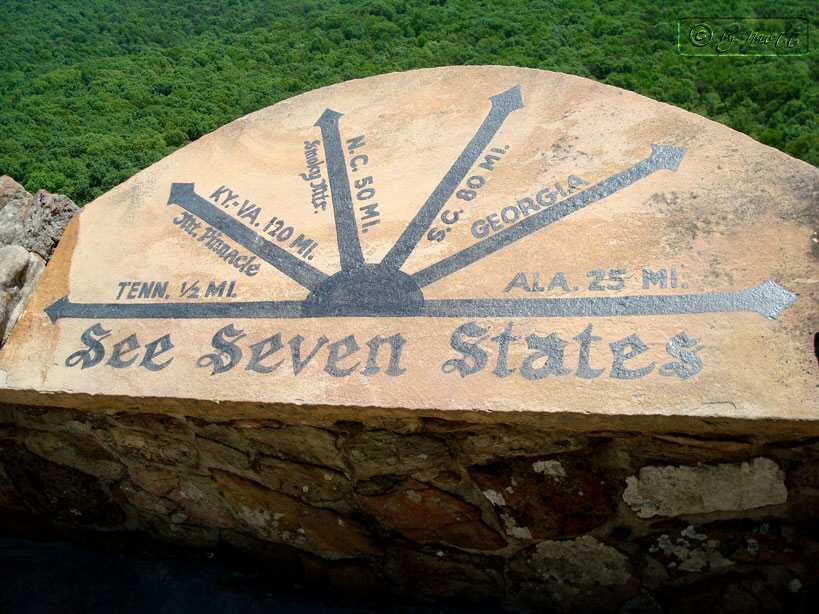 TENN. ½ MI.
KY-VA. 120 MI.
Mt. Pinnacle
Smoky Mts.
N.C. 50 MI.
S.C. 80 MI.
GEORGIA
ALA. 25 MI.
See Seven States